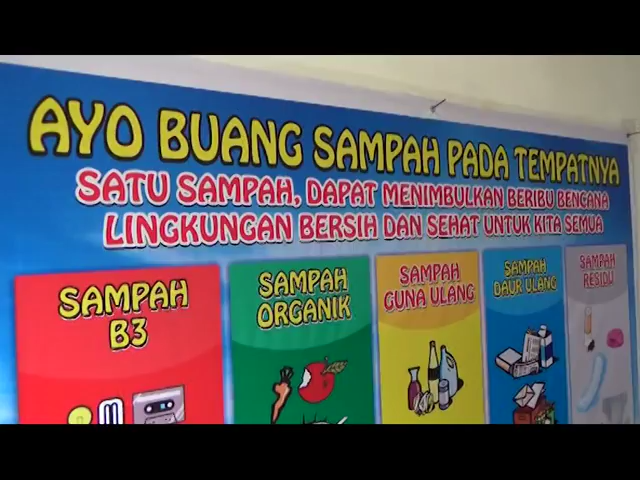 AYO BUANG SAMPAH PADA TEMPATNYA
SATU SAMPAH, DAPAT MENIMBULKAN BERIBU BENCANA
LINGKUNGAN BERSIH DAN SEHAT UNTUK KITA SEMUA
SAMPAH
B3
SAMPAH
ORGANIK
SAMPAH
GUNA ULANG
SAMPAH
DAUR ULANG
SAMPAH
RESIDU